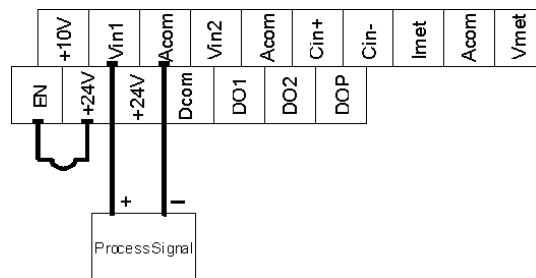 +10V Vin1 Acom Vin2 Acom Cin+ Cin- Imet Acom Vmet
EN +24V +24V Dcom DO1 DO2 DOP
+ −
ProcessSignal